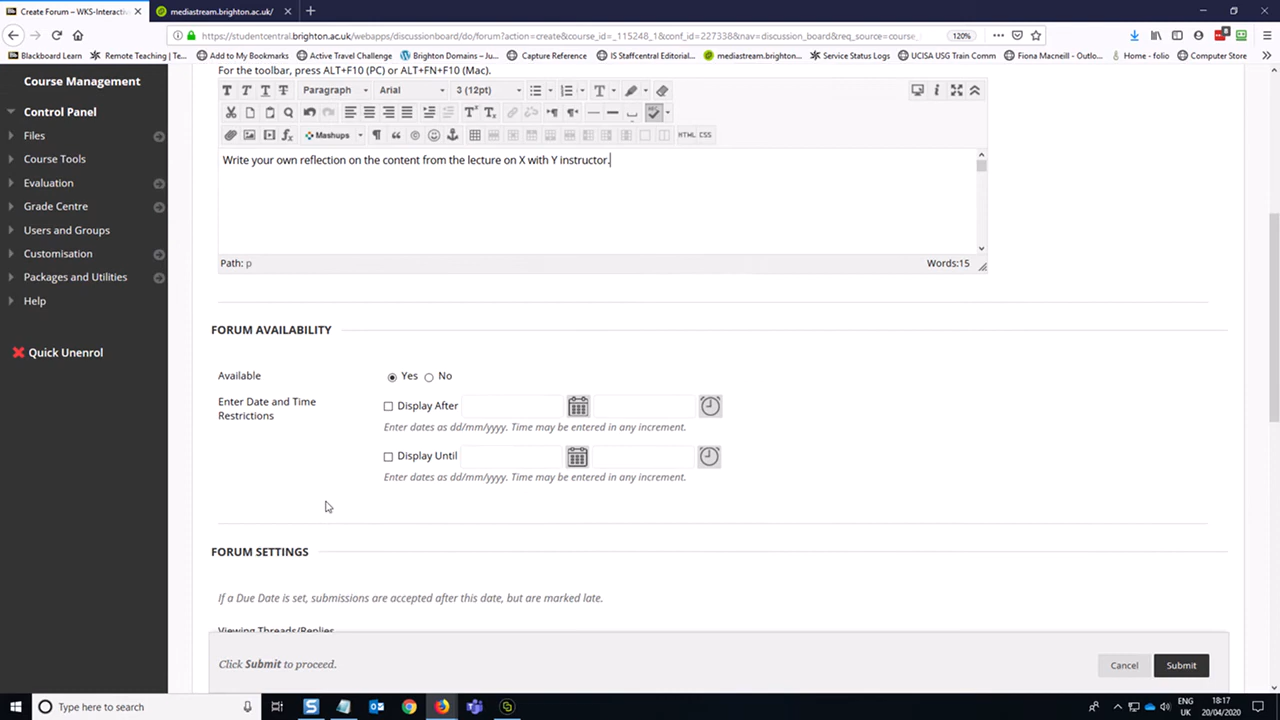 Create Forum – WKS-Interactiv
mediastream.brighton.ac.uk/
https://studentcentral.brighton.ac.uk/webapps/discussionboard/do/forum?action=create&course_id=_115248_1&conf_id=227338&nav=discussion_board&req_source=course_
120%
Blackboard Learn
Remote Teaching | Te...
Add to My Bookmarks
Active Travel Challenge
Brighton Domains – Ju...
Capture Reference
IS Staffcentral Editorial...
mediastream.brighton...
Service Status Logs
UCISA USG Train Comm
Fiona Macneill - Outlo...
Home - folio
Computer Store
Course Management
Control Panel
Files
Course Tools
Evaluation
Grade Centre
Users and Groups
Customisation
Packages and Utilities
Help
Quick Unenrol
For the toolbar, press ALT+F10 (PC) or ALT+FN+F10 (Mac).
T T T T Paragraph Arial 3 (12pt)
Mashups HTML CSS
Write your own reflection on the content from the lecture on X with Y instructor.
Path: p Words:15
FORUM AVAILABILITY
Available Yes No
Enter Date and Time Restrictions
Display After
Enter dates as dd/mm/yyyy. Time may be entered in any increment.
Display Until
Enter dates as dd/mm/yyyy. Time may be entered in any increment.
FORUM SETTINGS
If a Due Date is set, submissions are accepted after this date, but are marked late.
Viewing Threads/Replies
Click Submit to proceed.
Cancel Submit
Type here to search
ENG
UK
18:17
20/04/2020